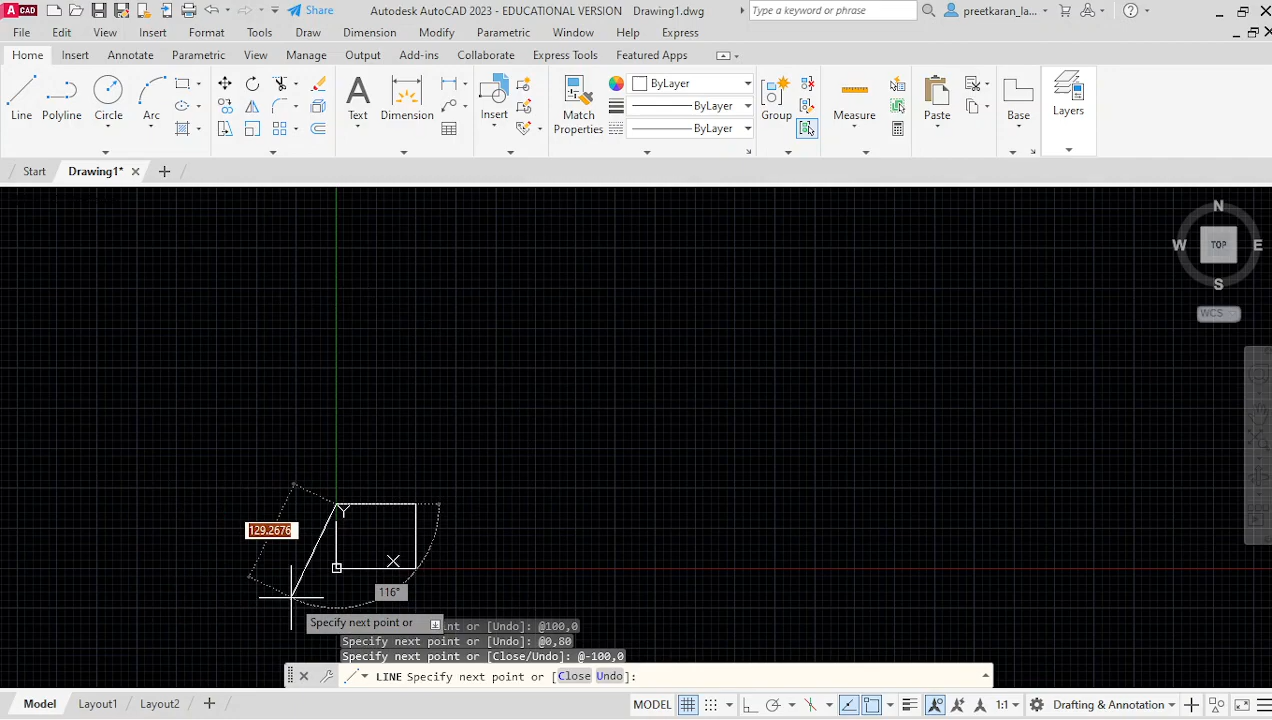 CAD
Share
Autodesk AutoCAD 2023 - EDUCATIONAL VERSION Drawing1.dwg
Type a keyword or phrase
preetkaran_la...
File Edit View Insert Format Tools Draw Dimension Modify Parametric Window Help Express
Home Insert Annotate Parametric View Manage Output Add-ins Collaborate Express Tools Featured Apps
Line Polyline Circle Arc
Text Dimension
Insert
Match
Properties
ByLayer
ByLayer
ByLayer
Group
Measure
Paste
Base
Layers
Start Drawing1*
N
W TOP E
S
WCS
Y
X
129.2676
116°
Specify next point or
int or [Undo]: @100,0
Specify next point or [Undo]: @0,80
Specify next point or [Close/Undo]: @-100,0
LINE Specify next point or [Close Undo]:
Model Layout1 Layout2
MODEL 1:1 Drafting & Annotation